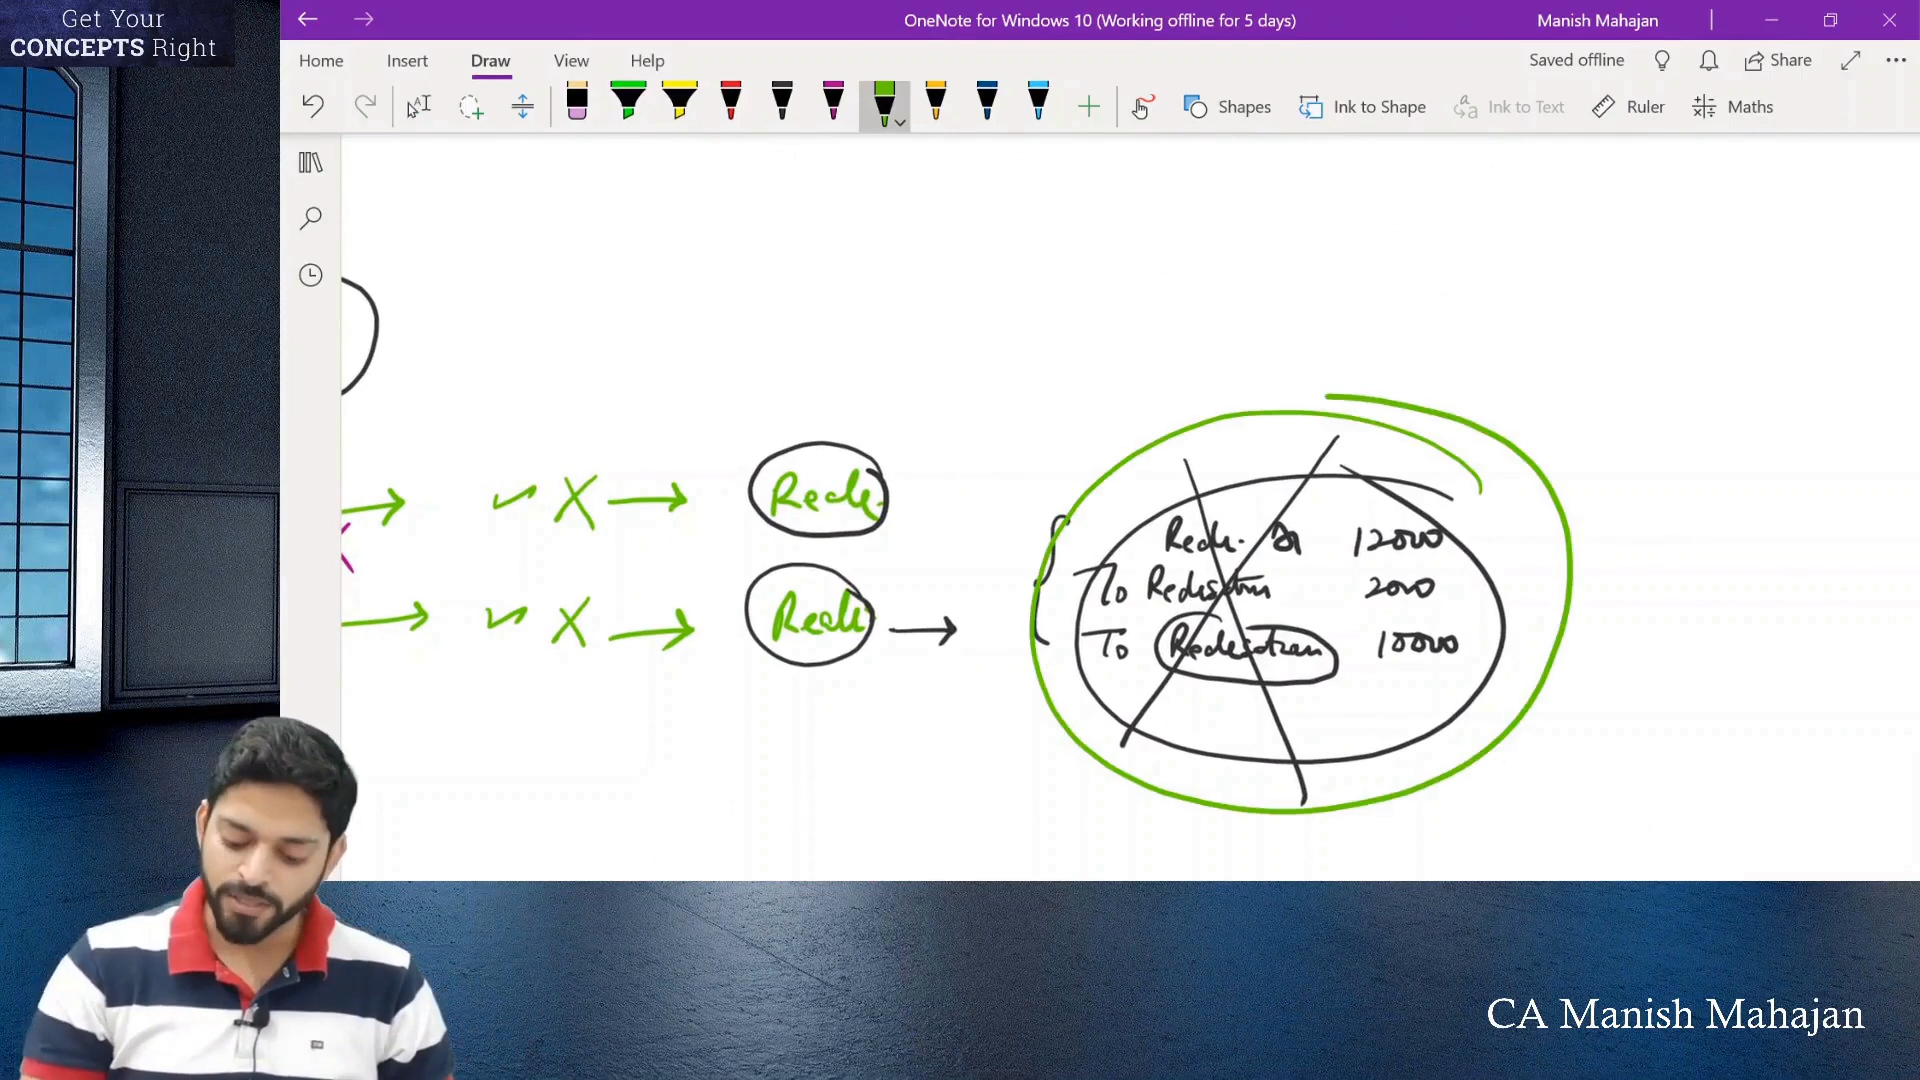 Get Your
CONCEPTS Right
OneNote for Windows 10 (Working offline for 5 days)
Manish Mahajan
Home
Insert
Draw
View
Help
Saved offline
Share
Shapes
Ink to Shape
Ink to Text
Ruler
Maths
X
X
12000
To
2000
To
10000
CA Manish Mahajan